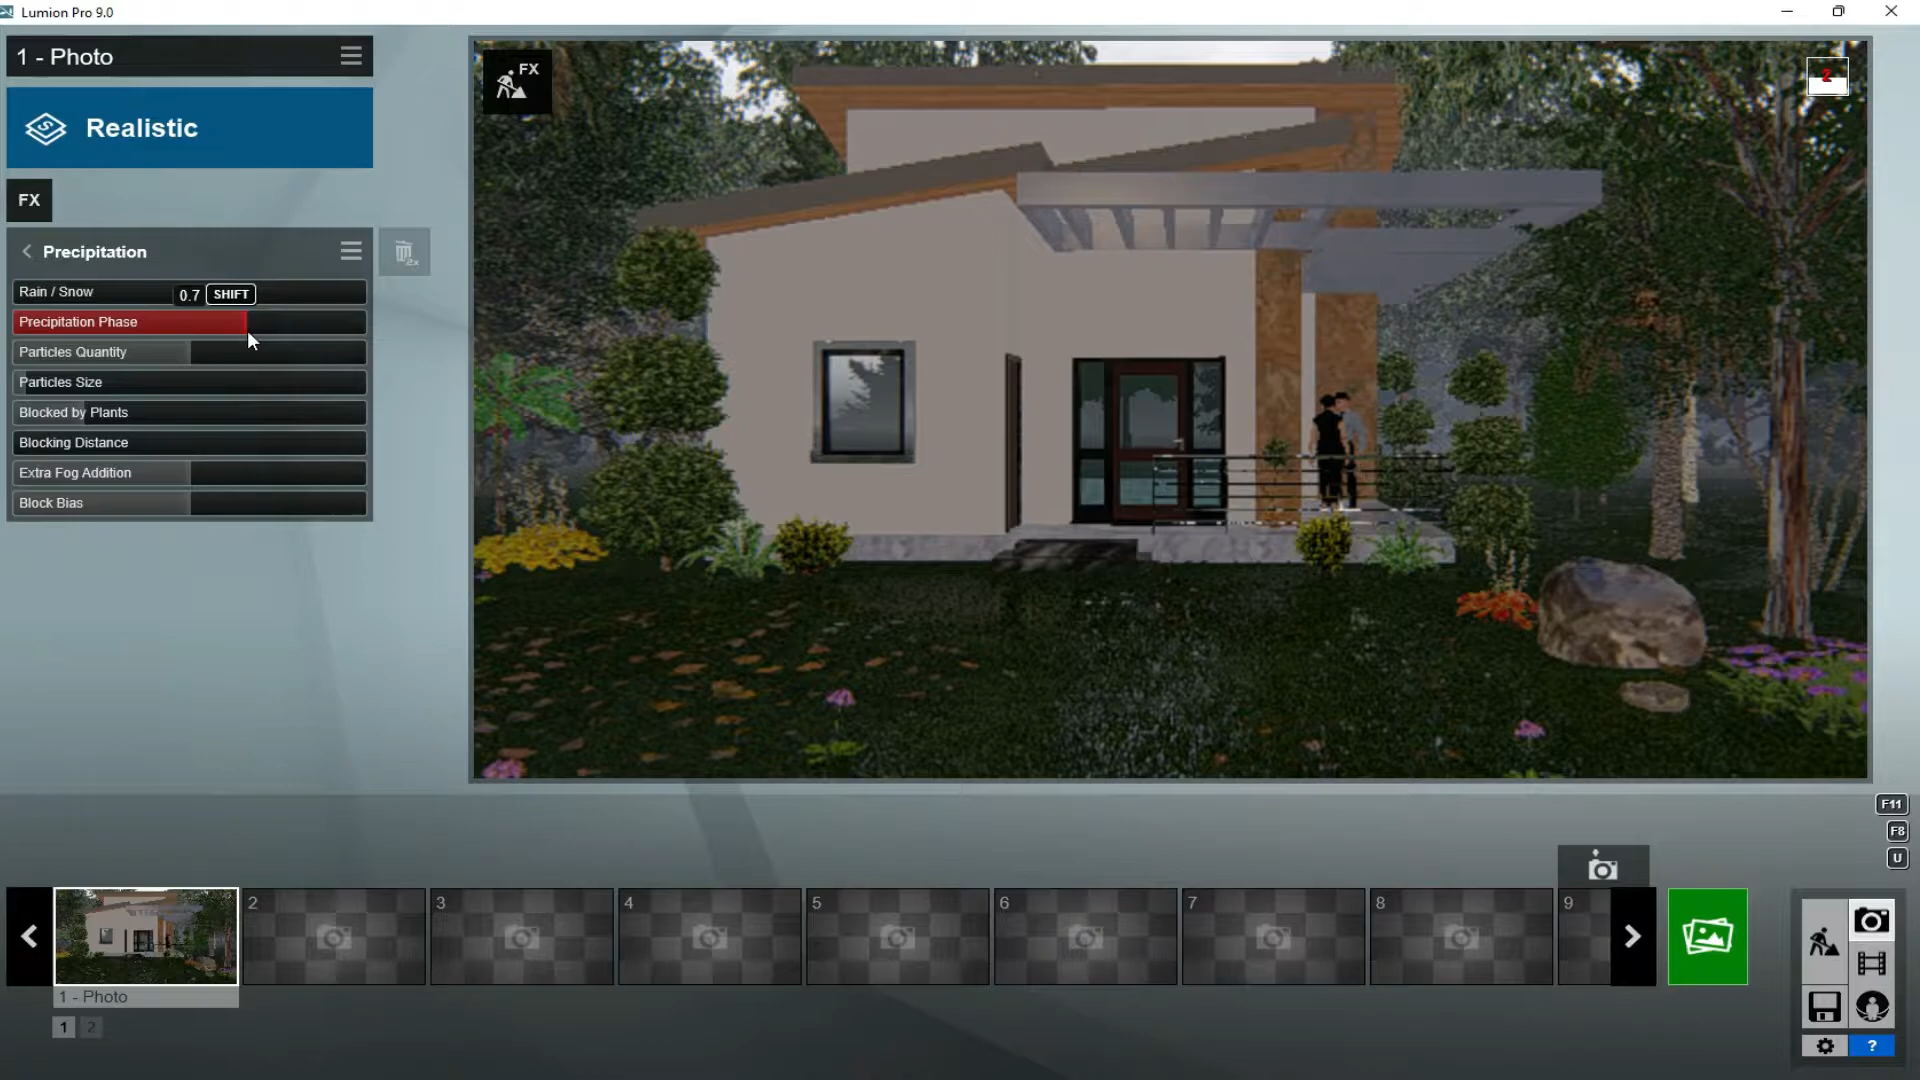 Lumion Pro 9.0
1 - Photo
Realistic
FX
Precipitation
2x
Rain / Snow
0.7 SHIFT
Precipitation Phase
Particles Quantity
Particles Size
Blocked by Plants
Blocking Distance
Extra Fog Addition
Block Bias
FX
2
F11
F8
U
2
3
4
5
6
7
8
9
1 - Photo
1 2
?